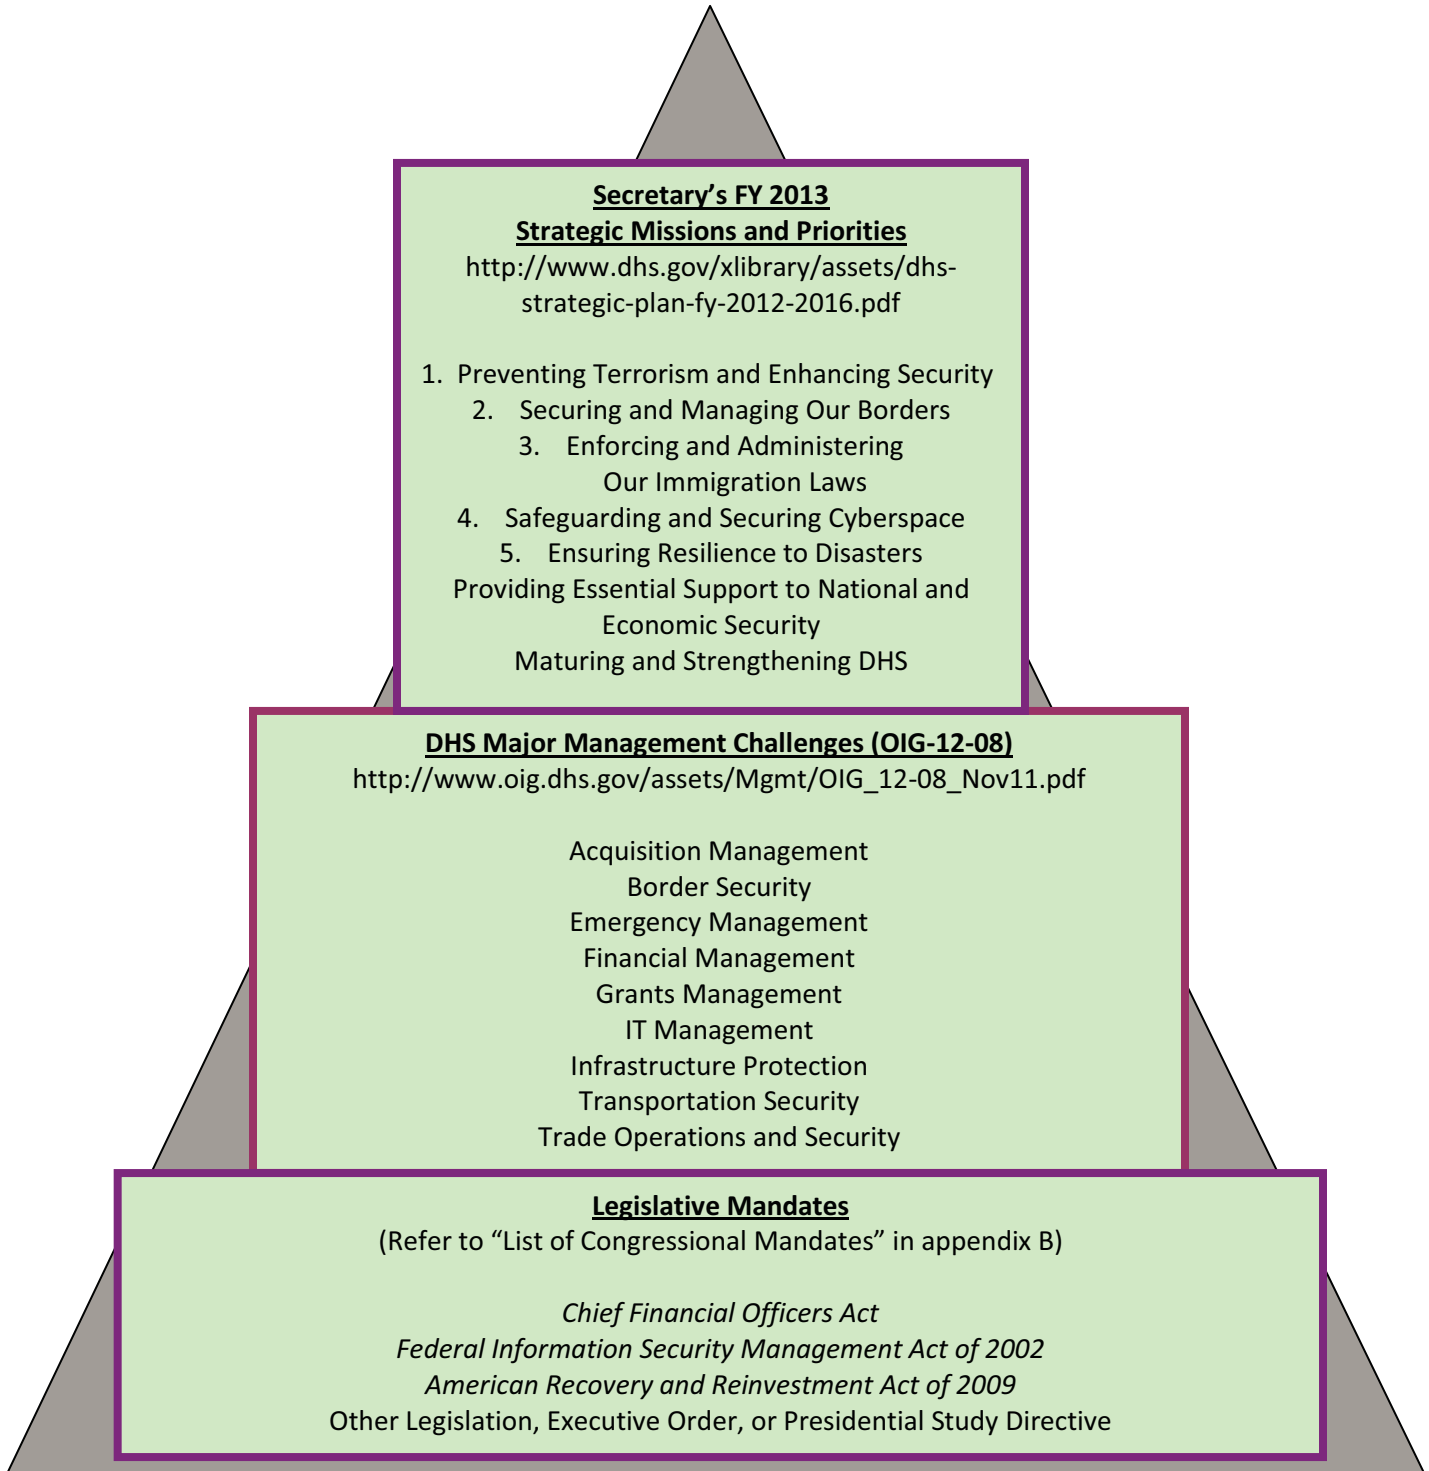 Secretary’s FY 2013
Strategic Missions and Priorities
http://www.dhs.gov/xlibrary/assets/dhs-
strategic-plan-fy-2012-2016.pdf
1. Preventing Terrorism and Enhancing Security
2. Securing and Managing Our Borders
3. Enforcing and Administering
Our Immigration Laws
4. Safeguarding and Securing Cyberspace
5. Ensuring Resilience to Disasters
Providing Essential Support to National and
Economic Security
Maturing and Strengthening DHS
DHS Major Management Challenges (OIG-12-08)
http://www.oig.dhs.gov/assets/Mgmt/OIG_12-08_Nov11.pdf
Acquisition Management
Border Security
Emergency Management
Financial Management
Grants Management
IT Management
Infrastructure Protection
Transportation Security
Trade Operations and Security
Legislative Mandates
(Refer to “List of Congressional Mandates” in appendix B)
Chief Financial Officers Act
Federal Information Security Management Act of 2002
American Recovery and Reinvestment Act of 2009
Other Legislation, Executive Order, or Presidential Study Directive